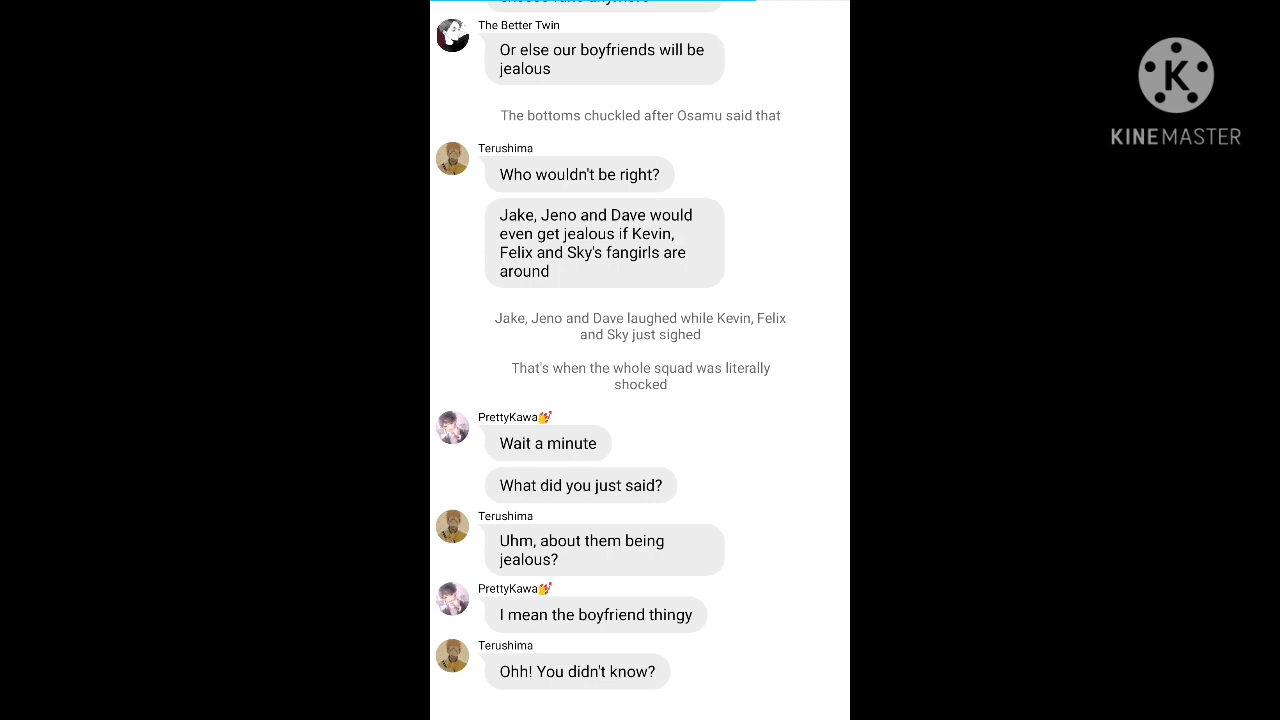 The Better Twin
Or else our boyfriends will be
jealous
The bottoms chuckled after Osamu said that
Terushima
Who wouldn't be right?
Jake, Jeno and Dave would
even get jealous if Kevin,
Felix and Sky's fangirls are
around
Jake, Jeno and Dave laughed while Kevin, Felix
and Sky just sighed
That's when the whole squad was literally
shocked
PrettyKawa💅
Wait a minute
What did you just said?
Terushima
Uhm, about them being
jealous?
PrettyKawa💅
I mean the boyfriend thingy
Terushima
Ohh! You didn't know?
K
KINEMASTER